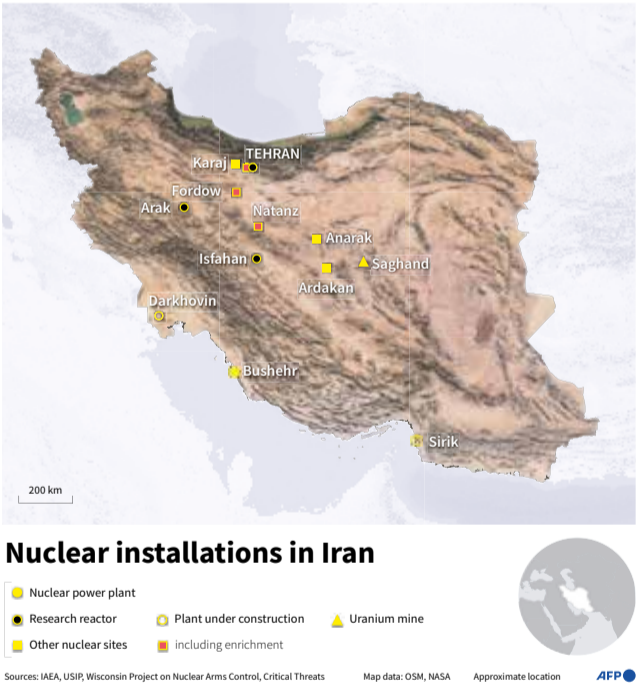 Karaj
TEHRAN
Fordow
Arak
Natanz
Anarak
Isfahan
Saghand
Ardakan
Darkhovin
Bushehr
Sirik
200 km
Nuclear installations in Iran
Nuclear power plant
Research reactor
Plant under construction
Uranium mine
Other nuclear sites
including enrichment
Sources: IAEA, USIP, Wisconsin Project on Nuclear Arms Control, Critical Threats
Map data: OSM, NASA
Approximate location
AFP